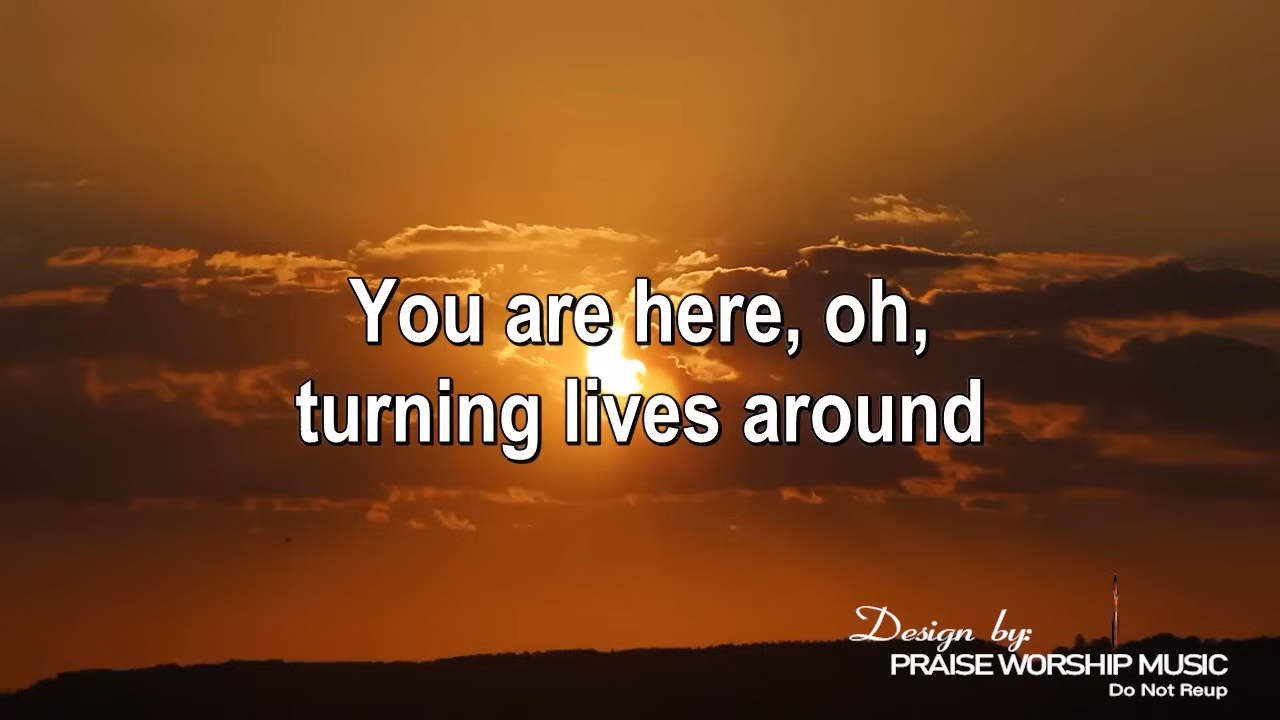 You are here, oh,
turning lives around
Design by:
PRAISE WORSHIP MUSIC
Do Not Reup